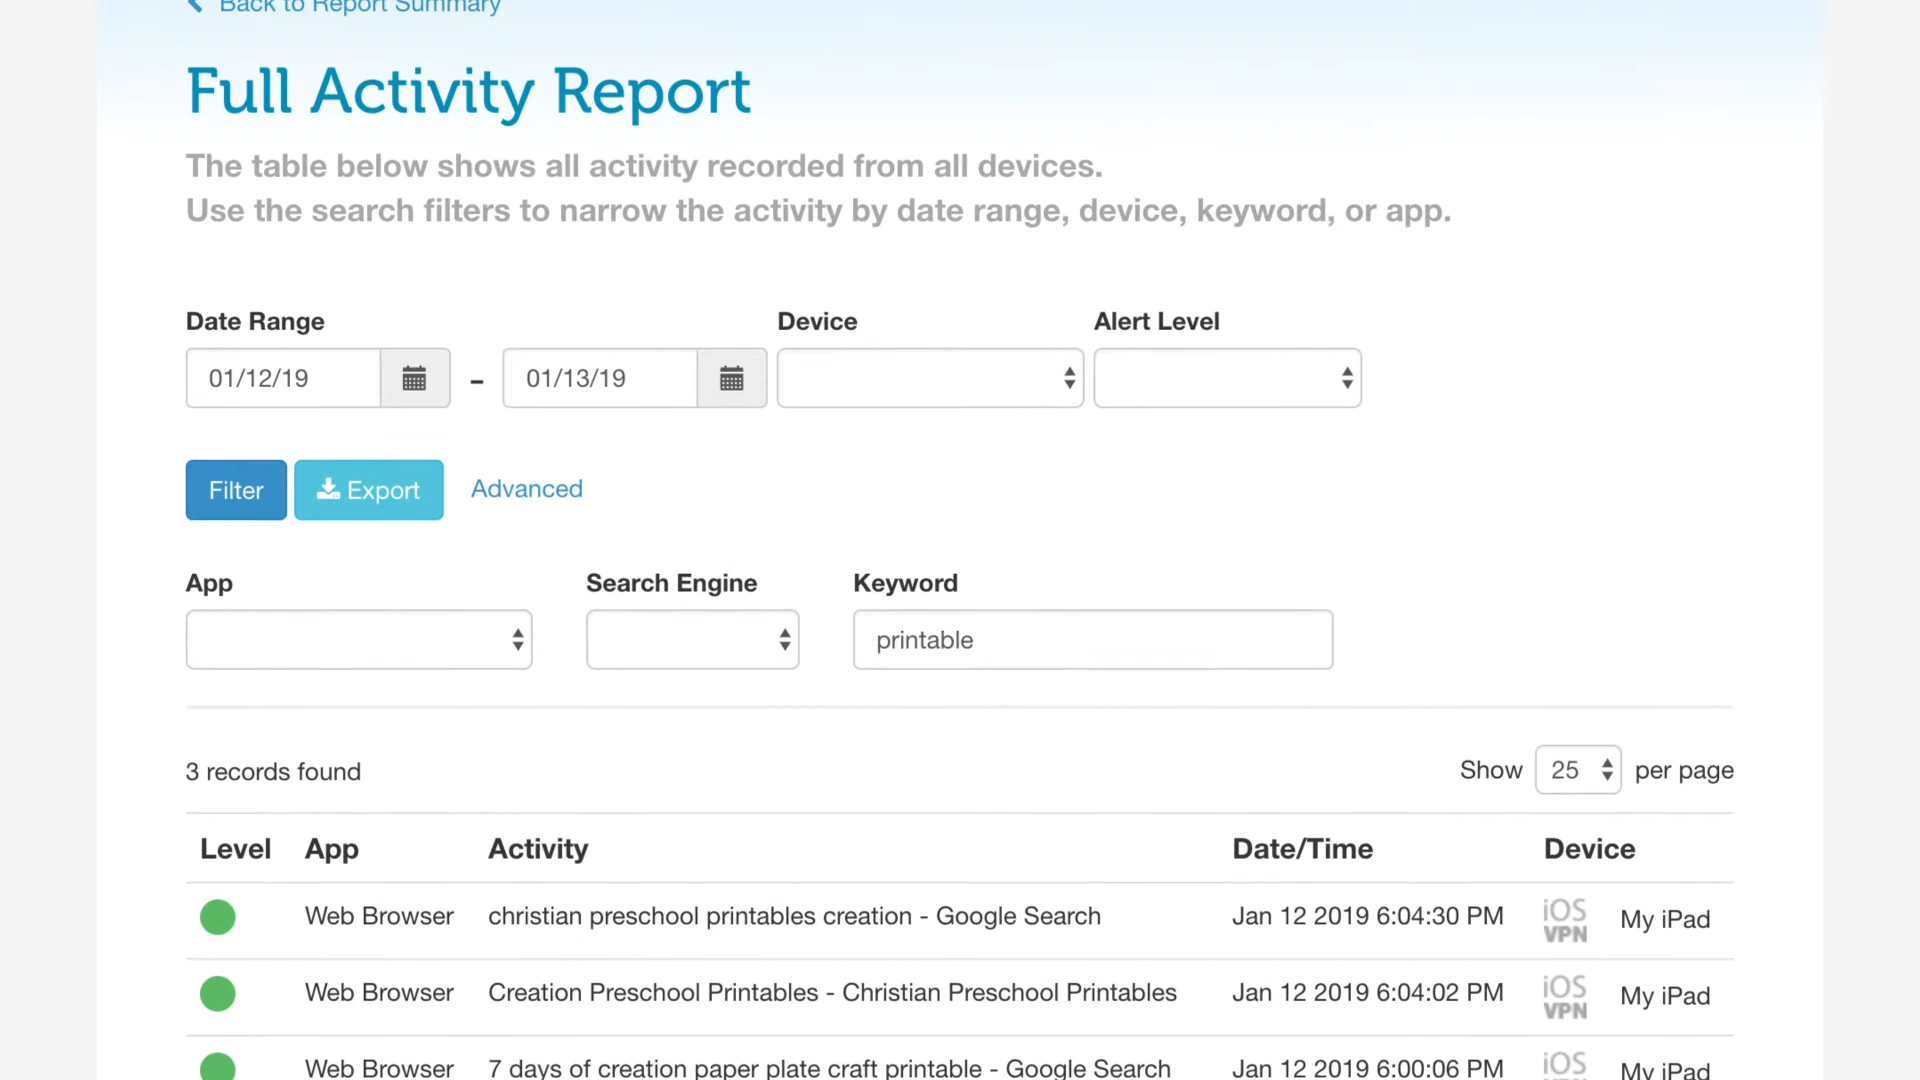 Back to Report Summary
Full Activity Report
The table below shows all activity recorded from all devices.
Use the search filters to narrow the activity by date range, device, keyword, or app.
Date Range Device Alert Level
01/12/19 - 01/13/19
Filter Export Advanced
App Search Engine Keyword
printable
3 records found Show 25 per page
Level App Activity Date/Time Device
Web Browser christian preschool printables creation - Google Search Jan 12 2019 6:04:30 PM iOS VPN My iPad
Web Browser Creation Preschool Printables - Christian Preschool Printables Jan 12 2019 6:04:02 PM iOS VPN My iPad
Web Browser 7 days of creation paper plate craft printable - Google Search Jan 12 2019 6:00:06 PM iOS My iPad